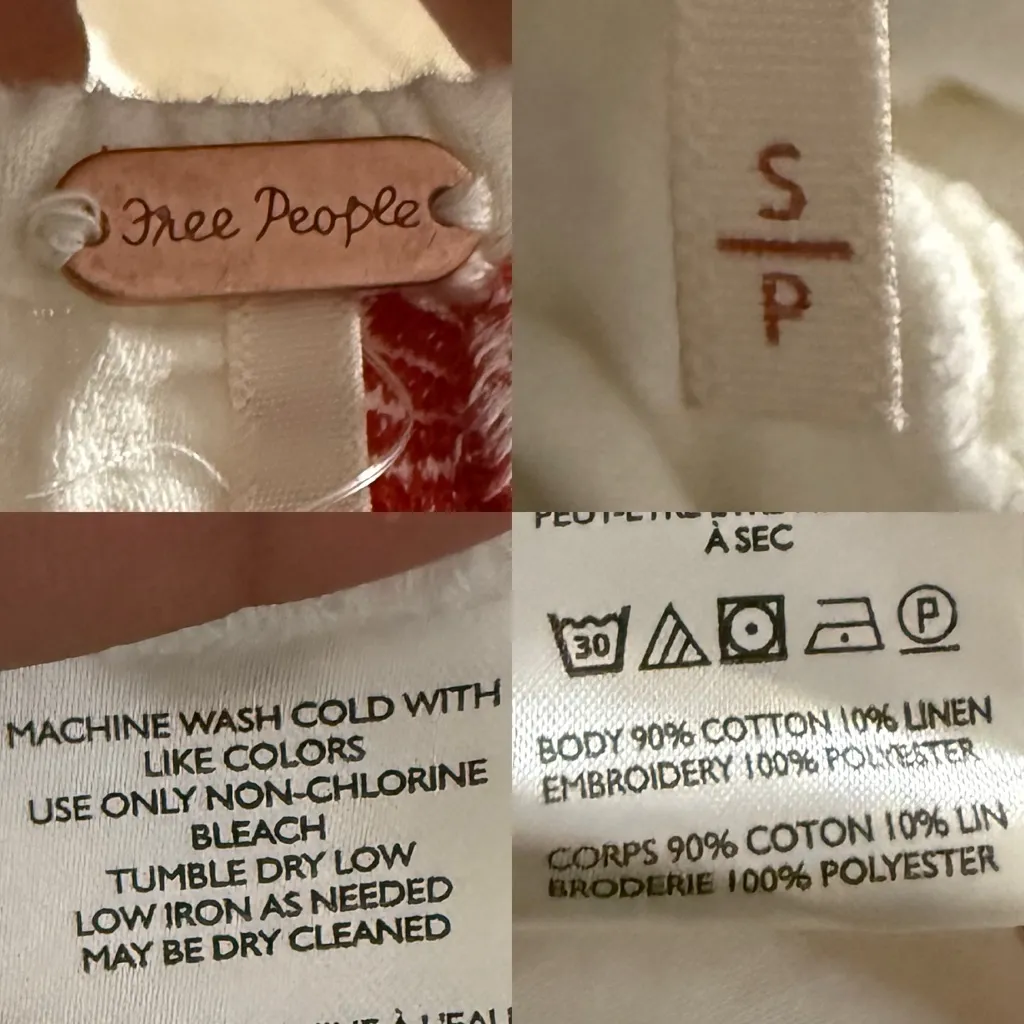 Free People
S
P
MACHINE WASH COLD WITH
LIKE COLORS
USE ONLY NON-CHLORINE
BLEACH
TUMBLE DRY LOW
LOW IRON AS NEEDED
MAY BE DRY CLEANED
À L'EAU
À SEC
30
P
BODY 90% COTTON 10% LINEN
EMBROIDERY 100% POLYESTER
CORPS 90% COTON 10% LIN
BRODERIE 100% POLYESTER